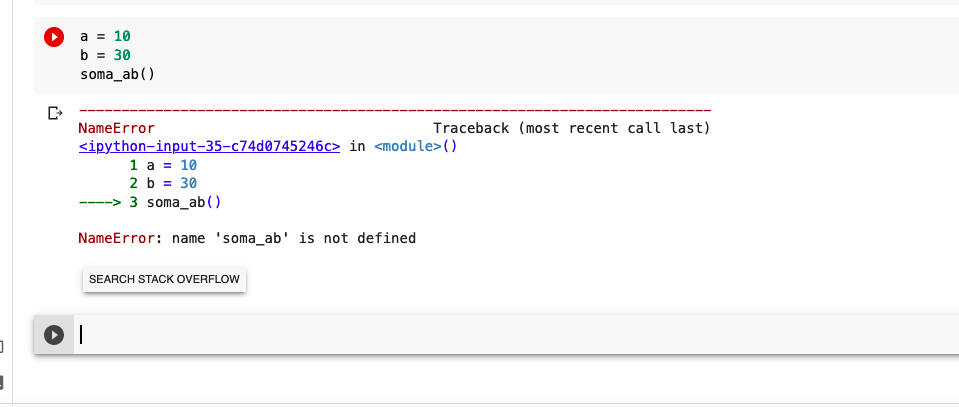 a = 10
b = 30
soma_ab()
---------------------------------------------------------------------------
NameError Traceback (most recent call last)
<ipython-input-35-c74d0745246c> in <module>()
1 a = 10
2 b = 30
----> 3 soma_ab()
NameError: name 'soma_ab' is not defined
SEARCH STACK OVERFLOW